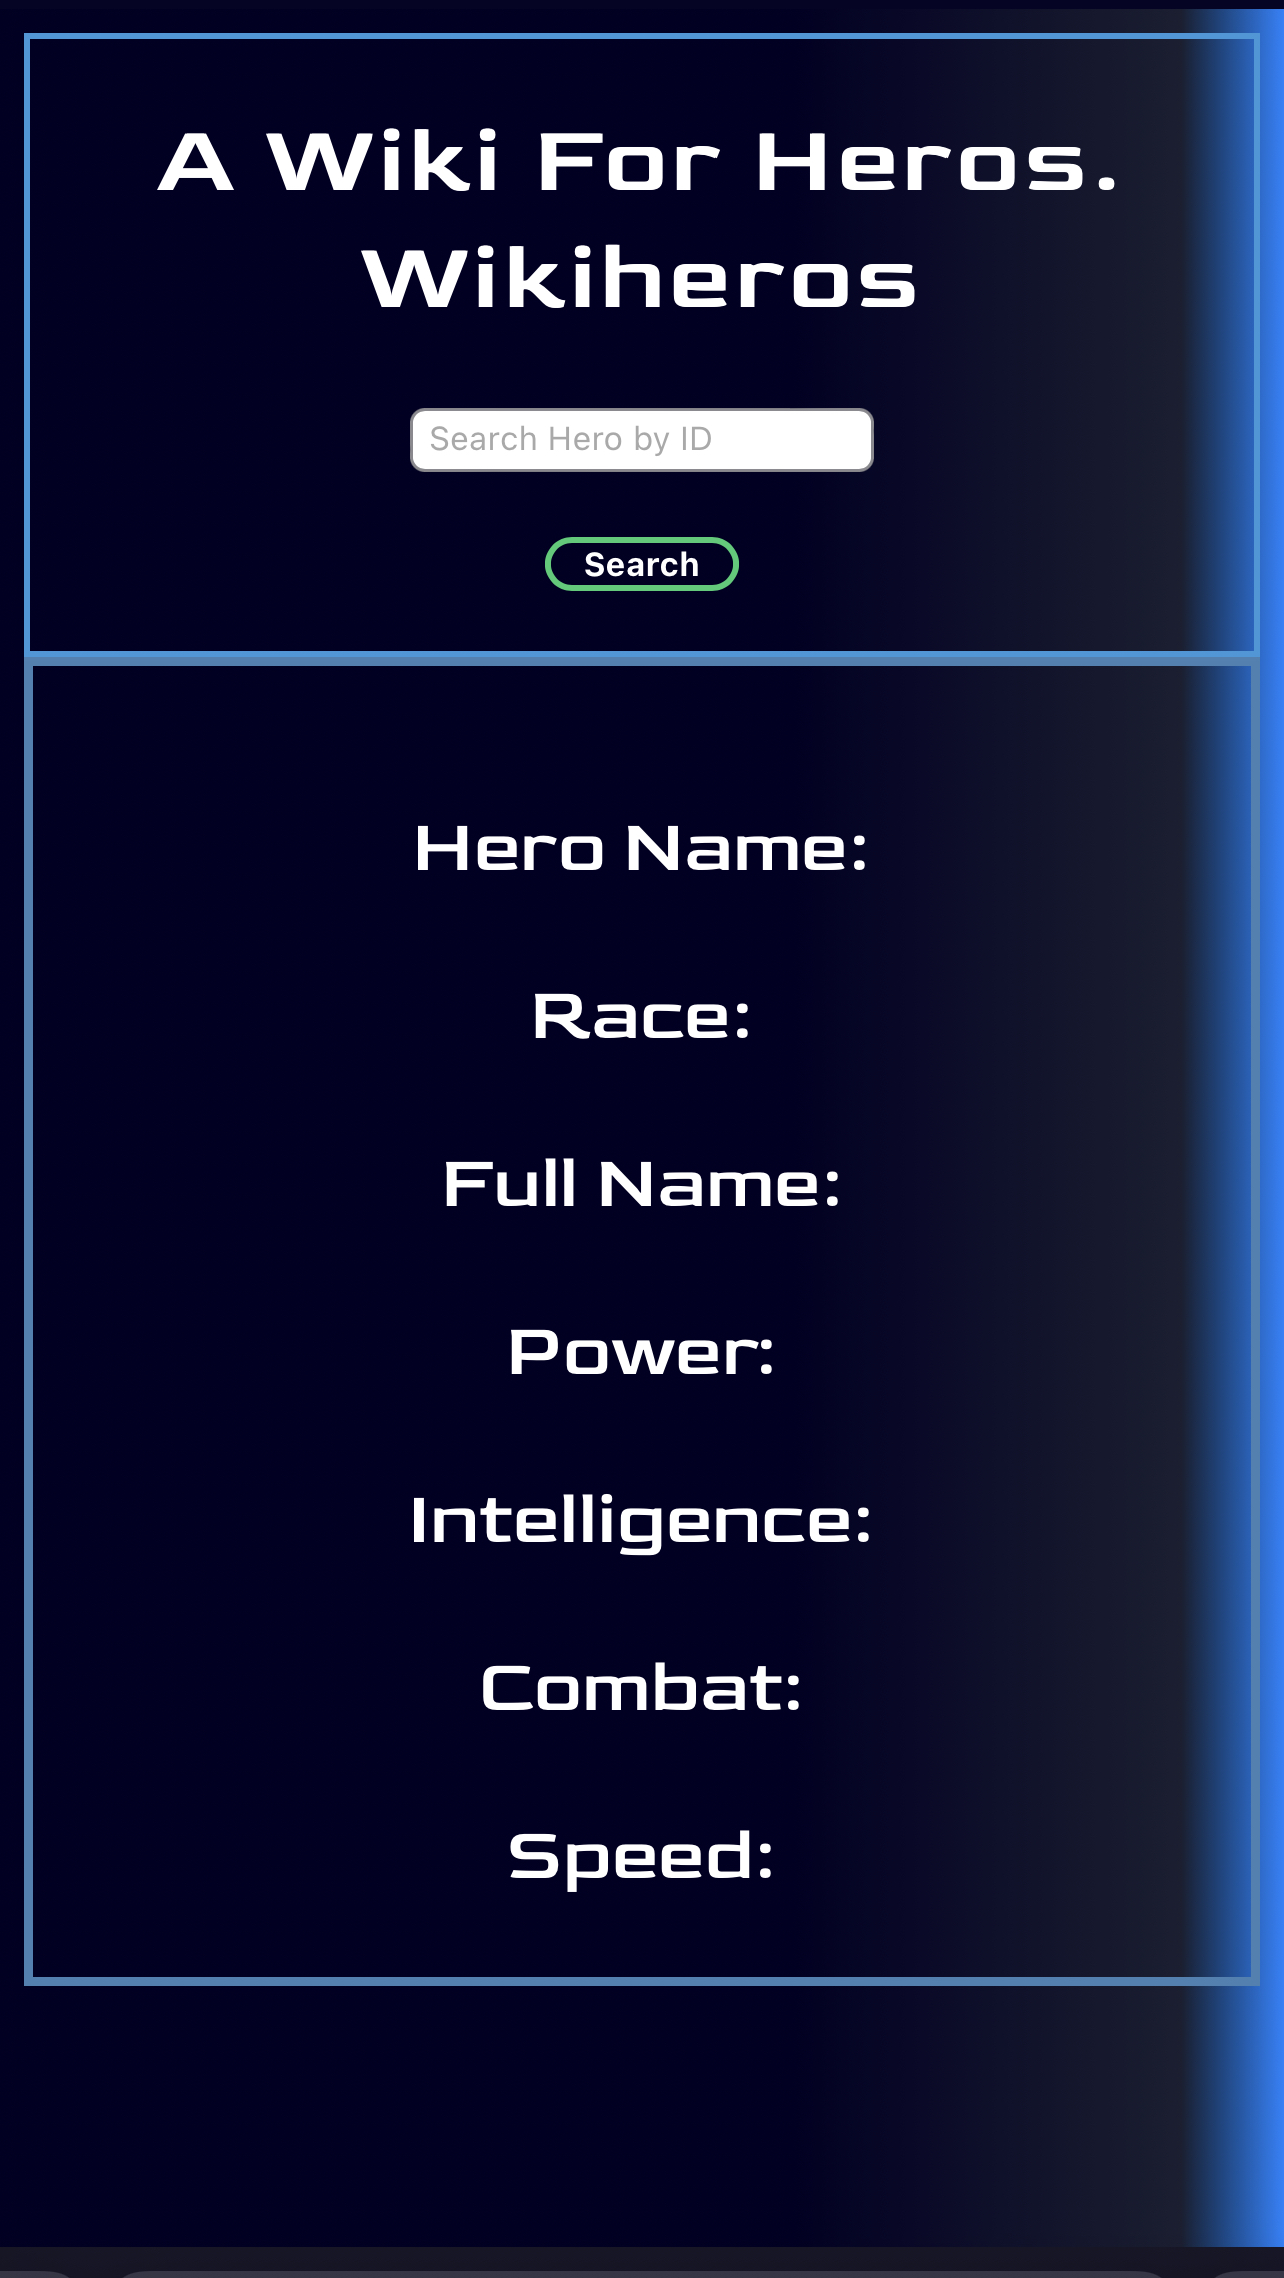 A Wiki For Heros.
Wikiheros
Search Hero by ID
Search
Hero Name:
Race:
Full Name:
Power:
Intelligence:
Combat:
Speed: